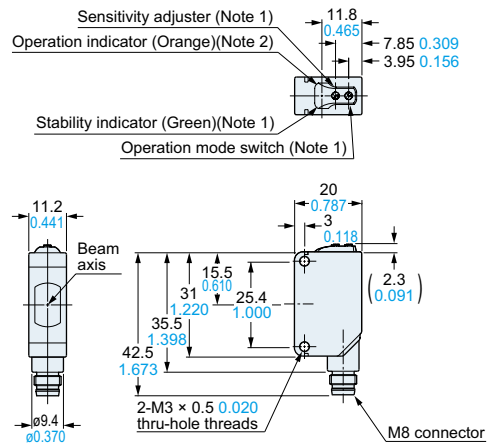 Sensitivity adjuster (Note 1)
Operation indicator (Orange)(Note 2)
11.8
0.465
7.85 0.309
3.95 0.156
Stability indicator (Green)(Note 1)
Operation mode switch (Note 1)
11.2
0.441
Beam
axis
20
0.787
3
0.118
2.3
0.091
15.5
0.610
31
1.220
25.4
1.000
35.5
1.398
42.5
1.673
ø9.4
ø0.370
2-M3 × 0.5 0.020
thru-hole threads
M8 connector